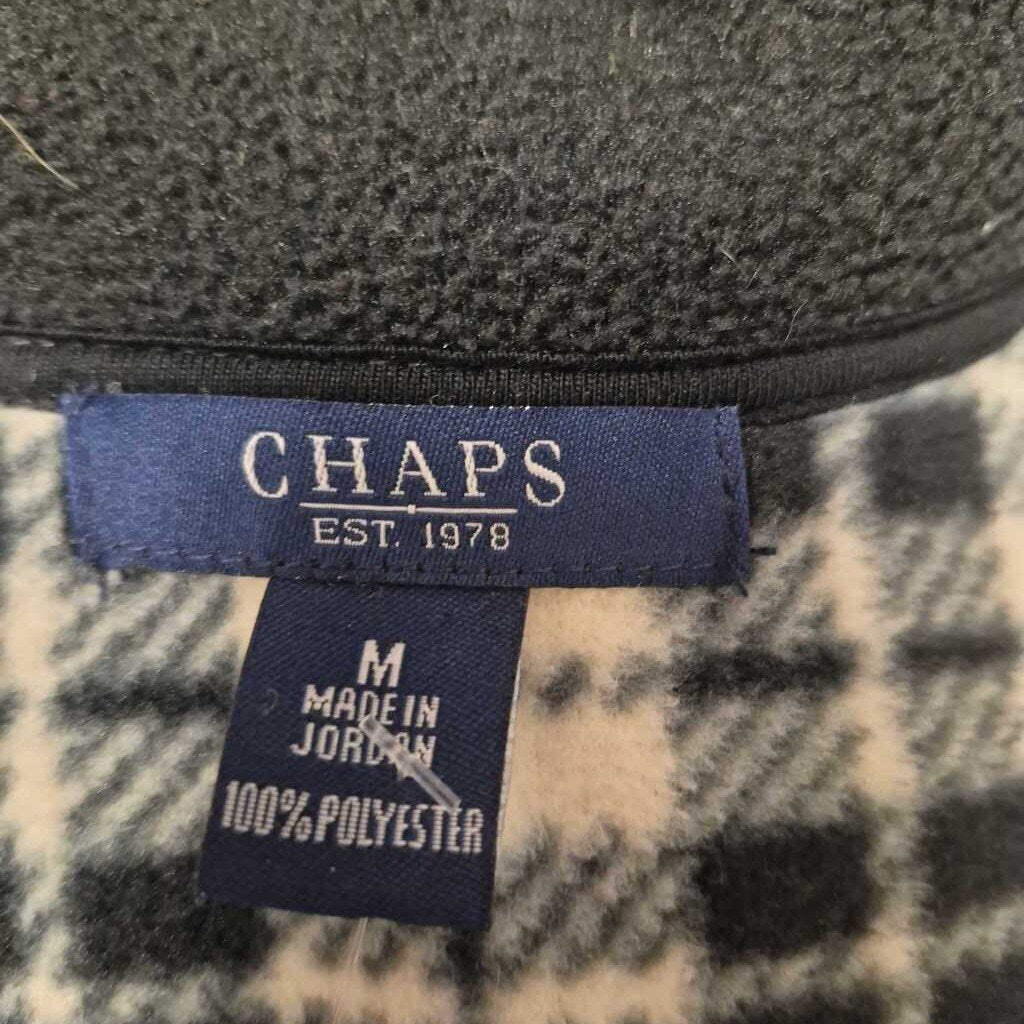 CHAPS
EST. 1978
M
MADE IN
JORDAN
100% POLYESTER